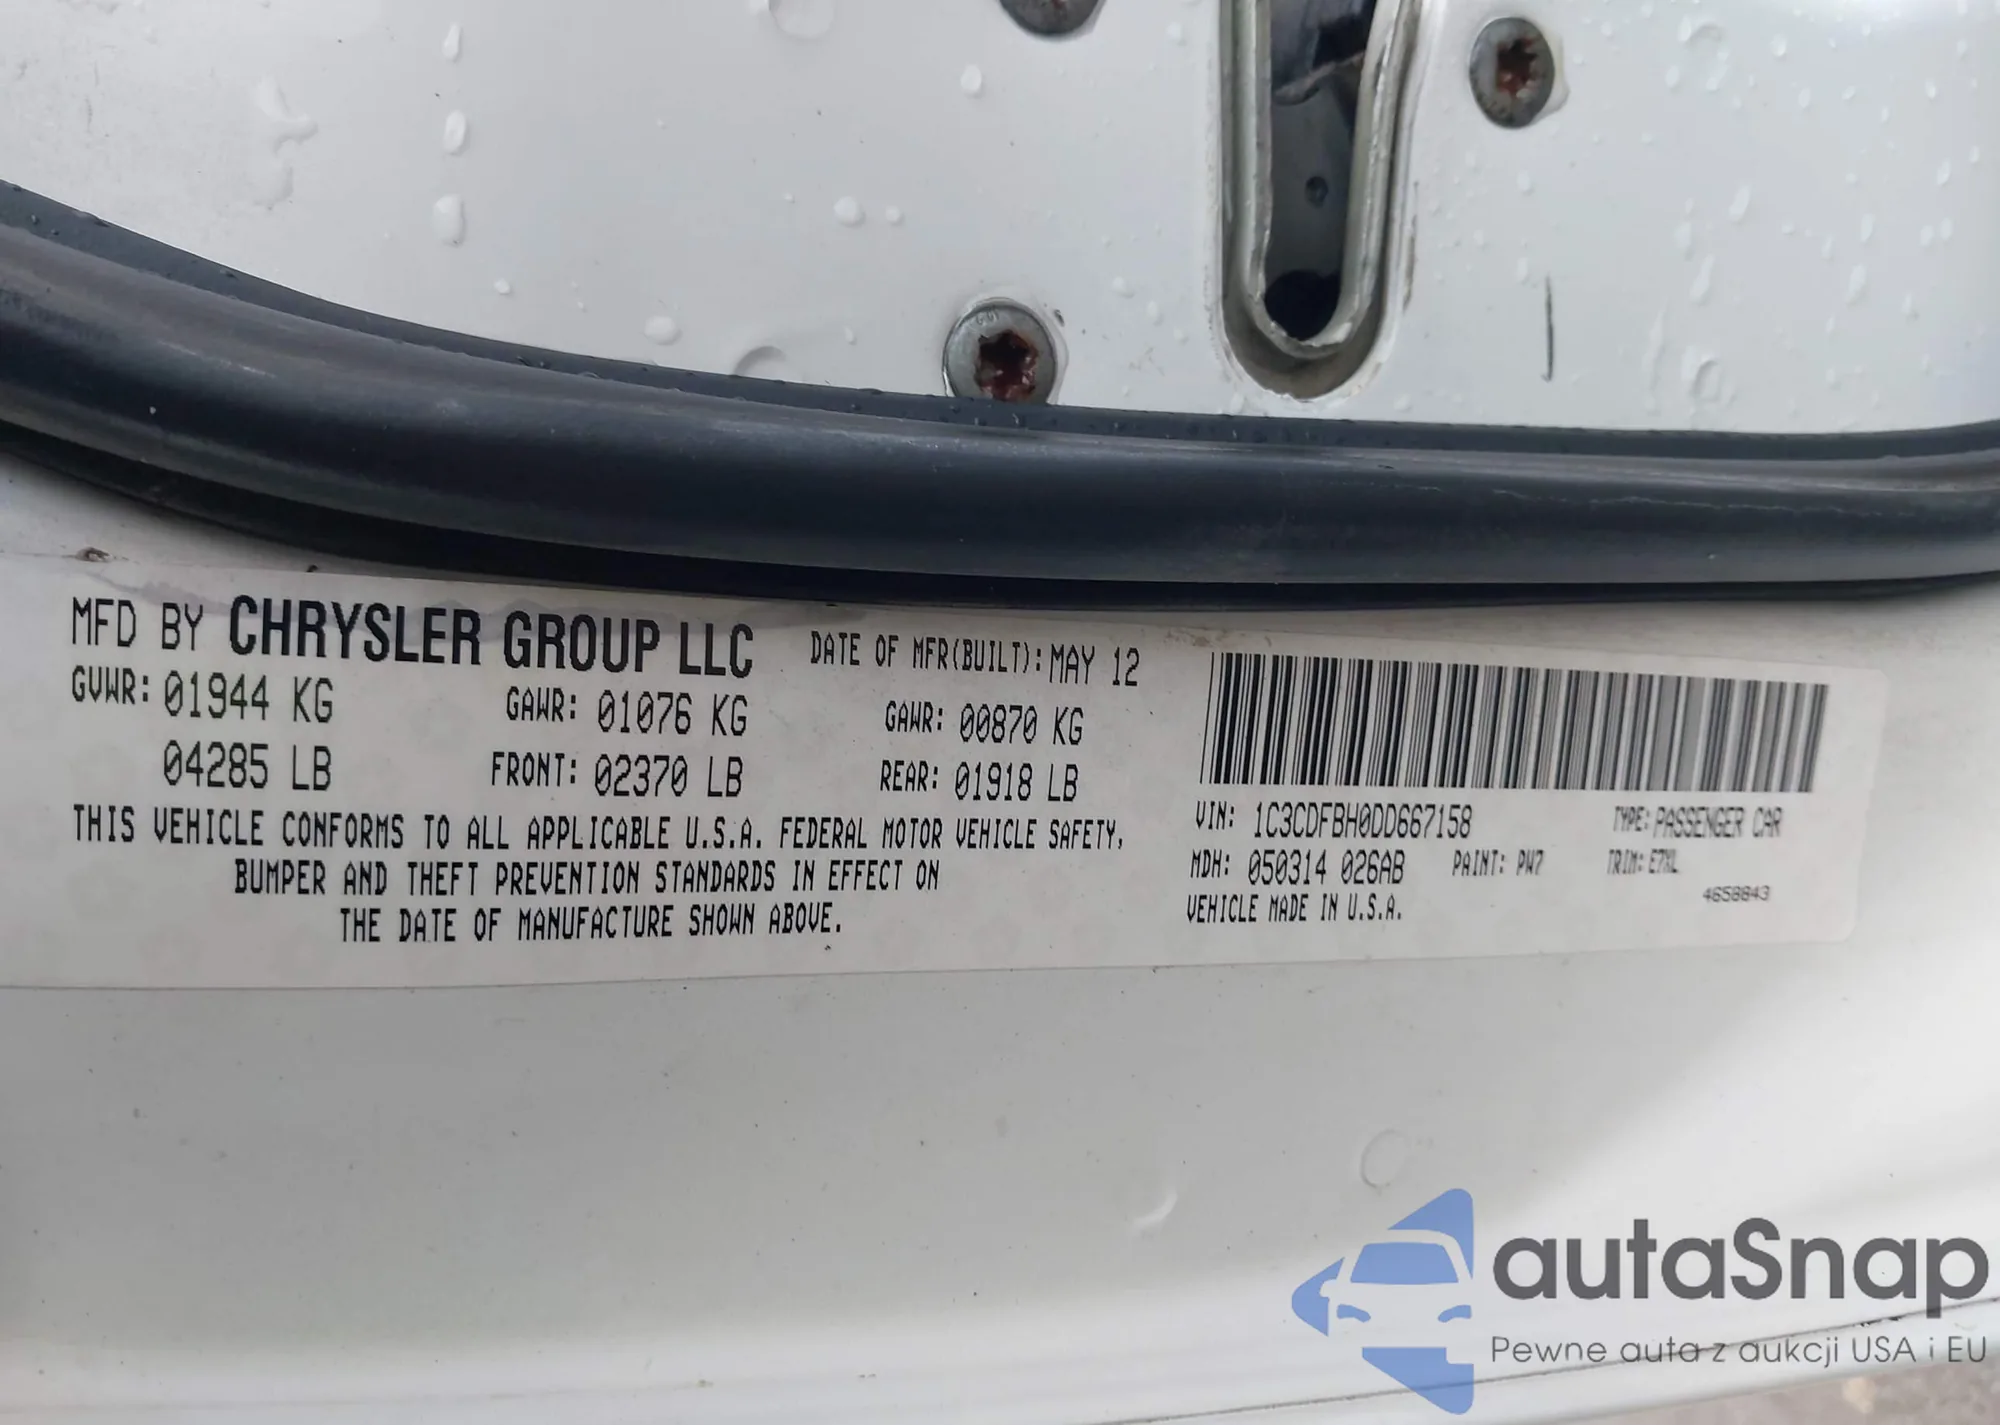 MFD BY CHRYSLER GROUP LLC DATE OF MFR(BUILT): MAY 12
GVWR: 01944 KG GAWR: 01076 KG GAWR: 00870 KG
04285 LB FRONT: 02370 LB REAR: 01918 LB
THIS VEHICLE CONFORMS TO ALL APPLICABLE U.S.A. FEDERAL MOTOR VEHICLE SAFETY,
BUMPER AND THEFT PREVENTION STANDARDS IN EFFECT ON
THE DATE OF MANUFACTURE SHOWN ABOVE.
VIN: 1C3CDFBH0DD667158 TYPE: PASSENGER CAR
MDH: 050314 026AB PAINT: PW7 TRIM: E7XL
4658843
VEHICLE MADE IN U.S.A.
autaSnap
Pewne auta z aukcji USA i EU